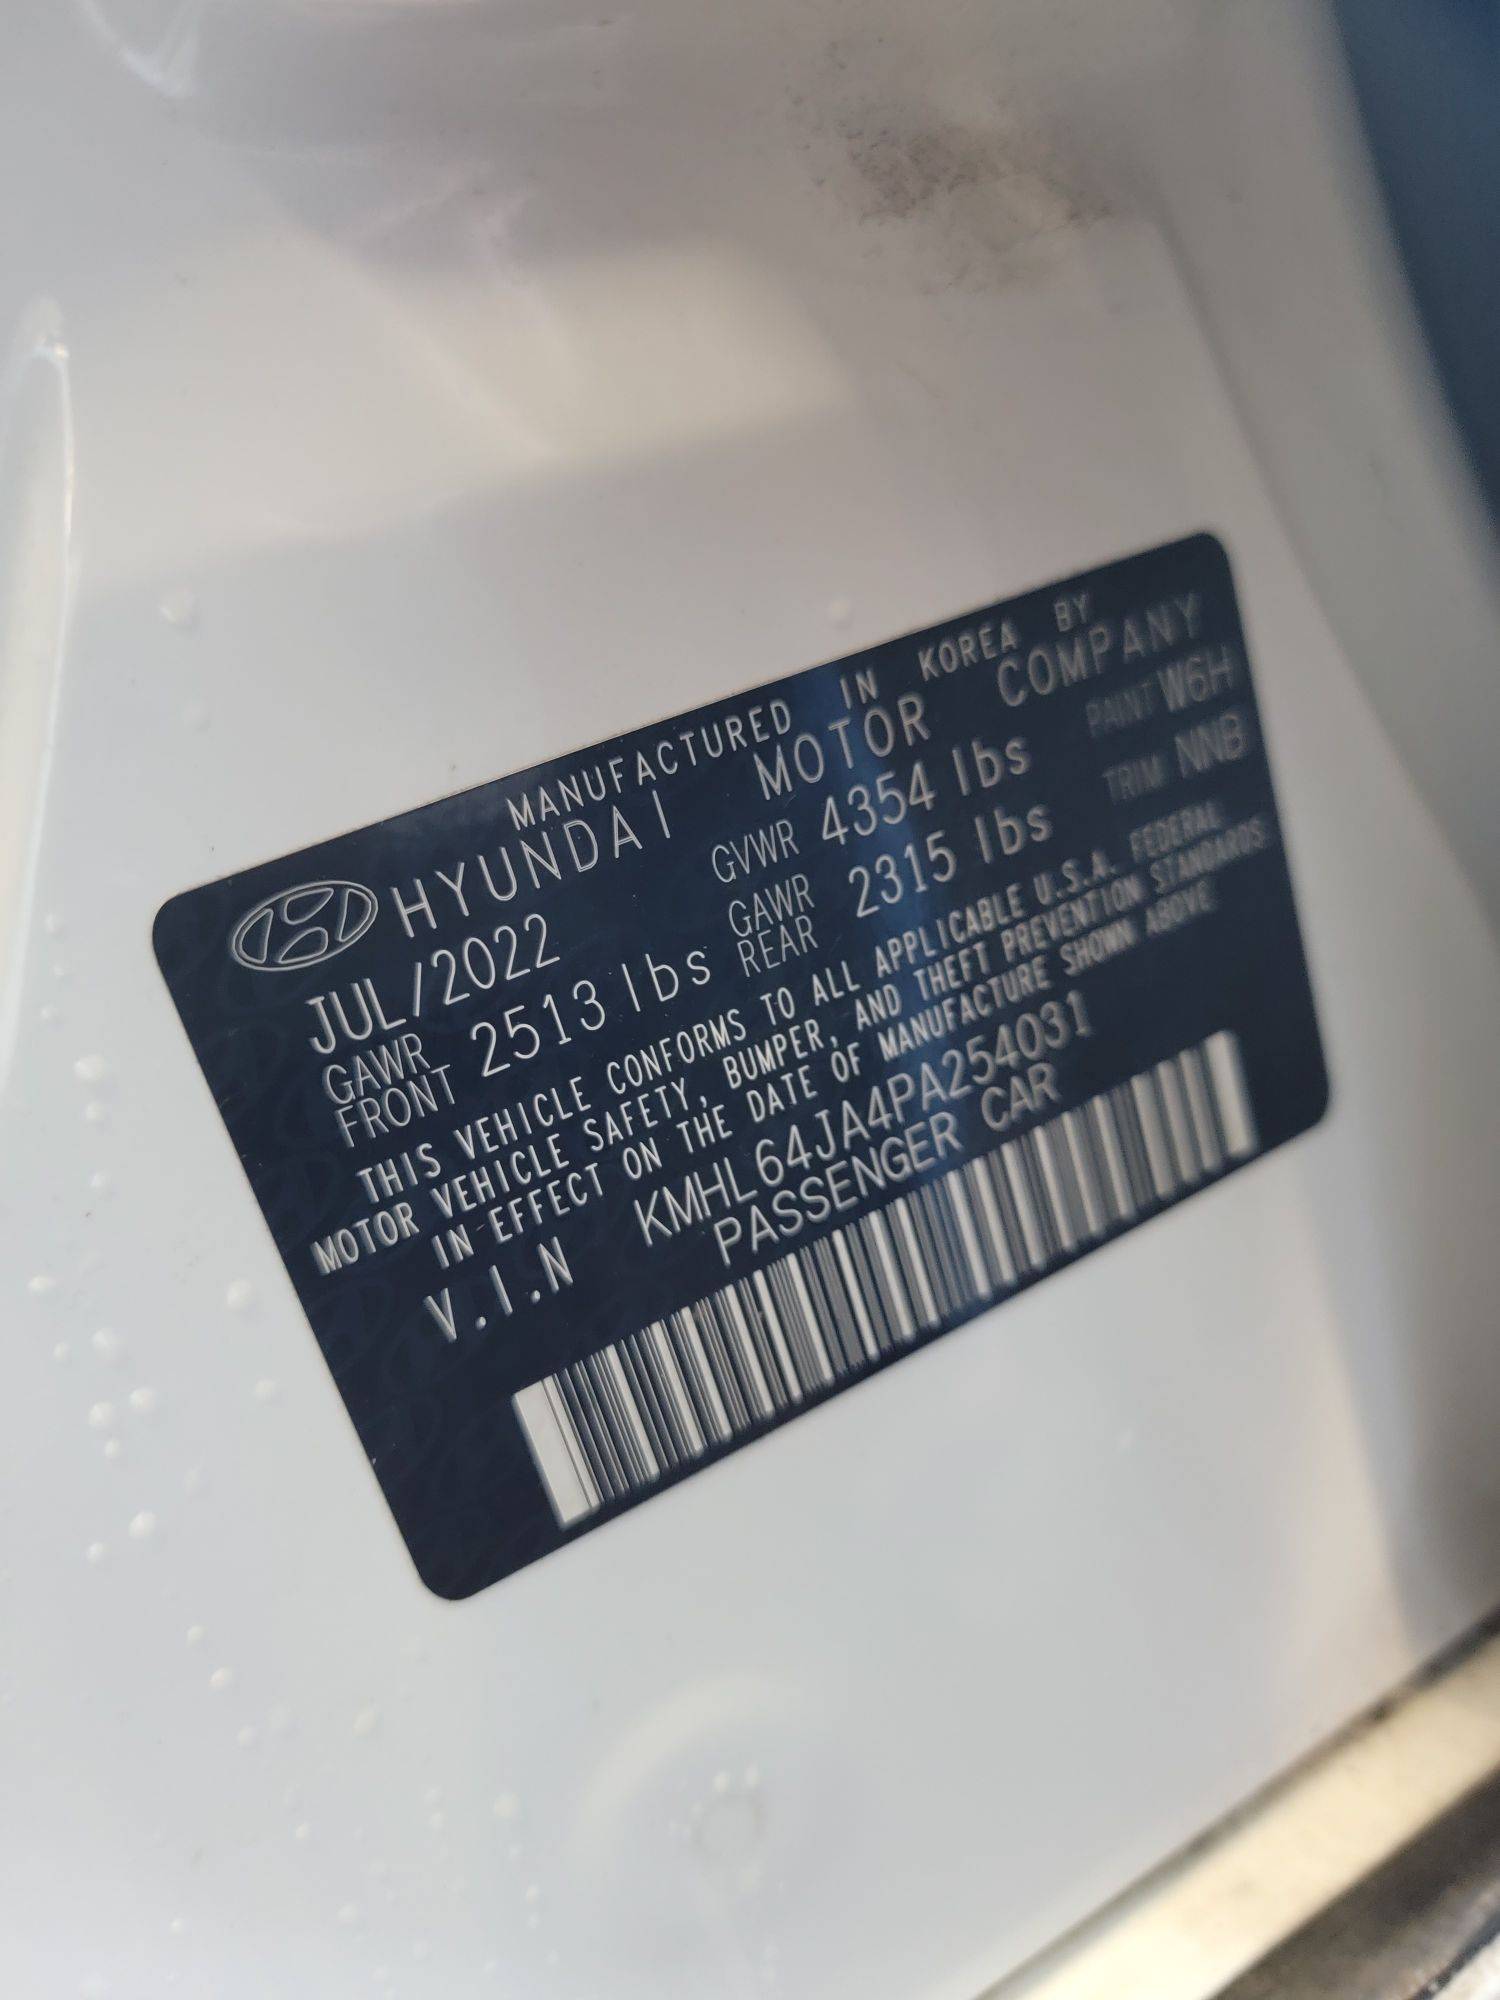 MANUFACTURED IN KOREA BY
HYUNDAI MOTOR COMPANY
JUL/2022 GVWR 4354 lbs PAINT W6H
GAWR FRONT 2513 lbs GAWR REAR 2315 lbs TRIM NNB
THIS VEHICLE CONFORMS TO ALL APPLICABLE U.S.A. FEDERAL
MOTOR VEHICLE SAFETY, BUMPER, AND THEFT PREVENTION STANDARDS
IN EFFECT ON THE DATE OF MANUFACTURE SHOWN ABOVE.
V.I.N KMHL64JA4PA254031
PASSENGER CAR